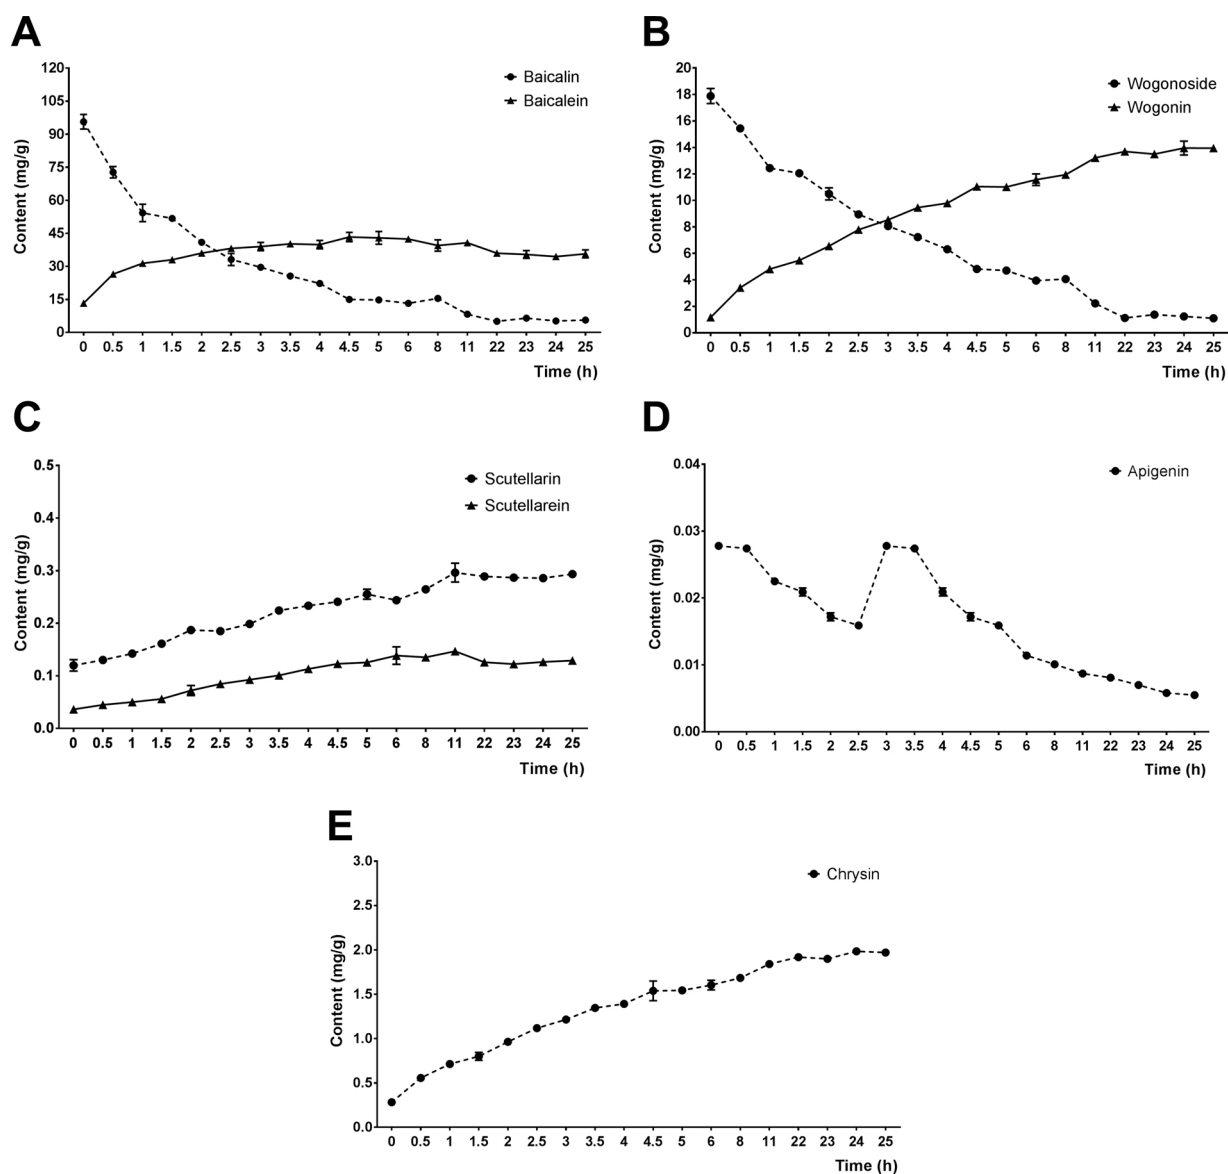 A
Content (mg/g)
120
105
90
75
60
45
30
15
0
Baicalin
Baicalein
0 0.5 1 1.5 2 2.5 3 3.5 4 4.5 5 6 8 11 22 23 24 25
Time (h)
B
Content (mg/g)
20
18
16
14
12
10
8
6
4
2
0
Wogonoside
Wogonin
0 0.5 1 1.5 2 2.5 3 3.5 4 4.5 5 6 8 11 22 23 24 25
Time (h)
C
Content (mg/g)
0.5
0.4
0.3
0.2
0.1
0.0
Scutellarin
Scutellarein
0 0.5 1 1.5 2 2.5 3 3.5 4 4.5 5 6 8 11 22 23 24 25
Time (h)
D
Content (mg/g)
0.04
0.03
0.02
0.01
0.00
Apigenin
0 0.5 1 1.5 2 2.5 3 3.5 4 4.5 5 6 8 11 22 23 24 25
Time (h)
E
Content (mg/g)
3.0
2.5
2.0
1.5
1.0
0.5
0.0
Chrysin
0 0.5 1 1.5 2 2.5 3 3.5 4 4.5 5 6 8 11 22 23 24 25
Time (h)